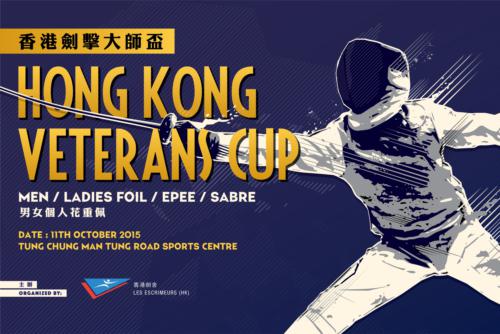 香港劍擊大師盃
HONG KONG
VETERANS CUP
MEN / LADIES FOIL / EPEE / SABRE
男女個人花重佩
DATE : 11TH OCTOBER 2015
TUNG CHUNG MAN TUNG ROAD SPORTS CENTRE
主辦
ORGANIZED BY:
香港劍會
LES ESCRIMEURS (HK)